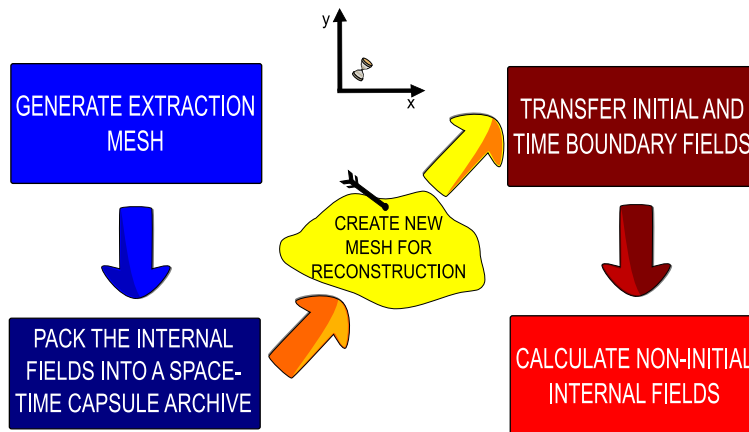 y
x
GENERATE EXTRACTION
MESH
PACK THE INTERNAL
FIELDS INTO A SPACE-
TIME CAPSULE ARCHIVE
CREATE NEW
MESH FOR
RECONSTRUCTION
TRANSFER INITIAL AND
TIME BOUNDARY FIELDS
CALCULATE NON-INITIAL
INTERNAL FIELDS